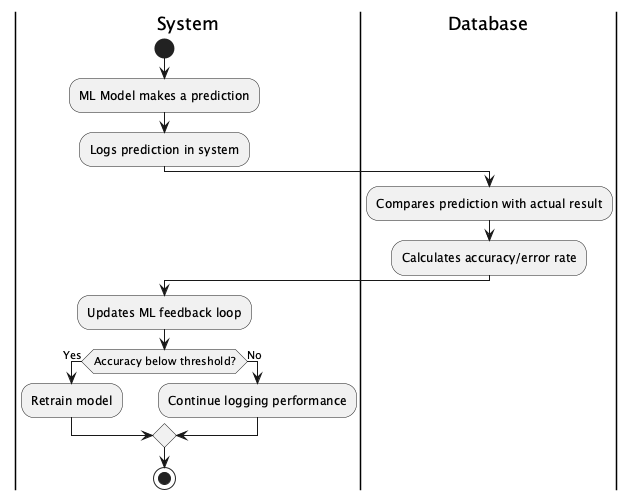 System
Database
ML Model makes a prediction
Logs prediction in system
Compares prediction with actual result
Calculates accuracy/error rate
Updates ML feedback loop
Yes
Accuracy below threshold?
No
Retrain model
Continue logging performance